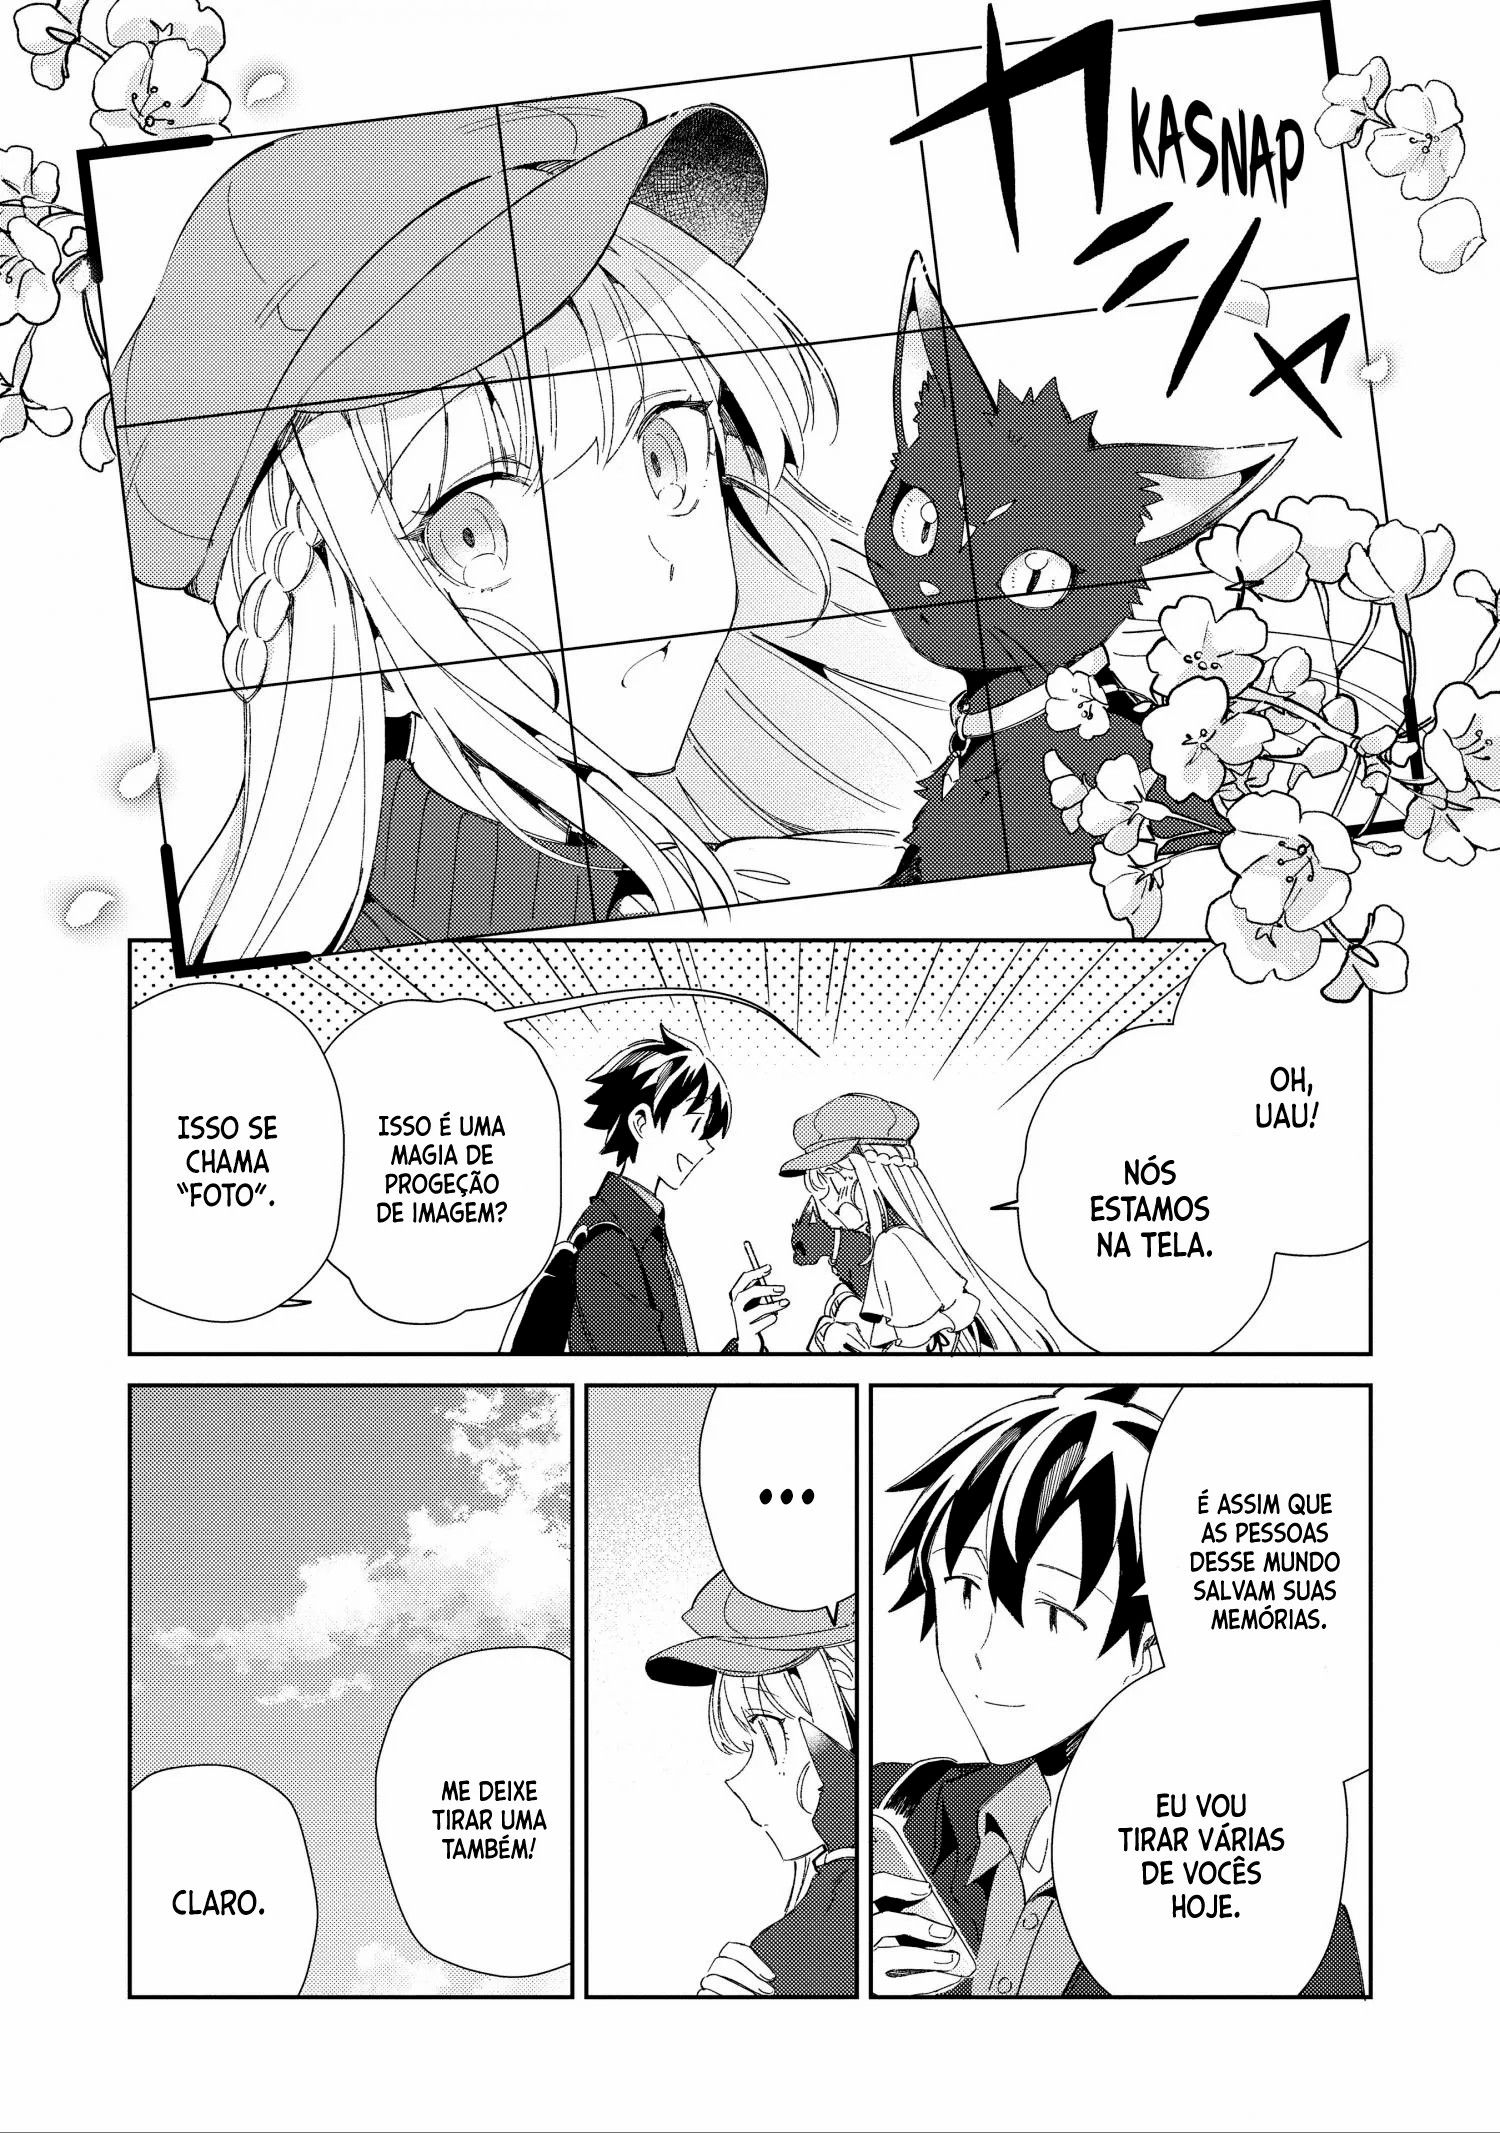 カシャ
KASNAP
OH,
UAU!
NÓS
ESTAMOS
NA TELA.
ISSO É UMA
MAGIA DE
PROGEÇÃO
DE IMAGEM?
ISSO SE
CHAMA
"FOTO".
É ASSIM QUE
AS PESSOAS
DESSE MUNDO
SALVAM SUAS
MEMÓRIAS.
EU VOU
TIRAR VÁRIAS
DE VOCÊS
HOJE.
...
ME DEIXE
TIRAR UMA
TAMBÉM!
CLARO.